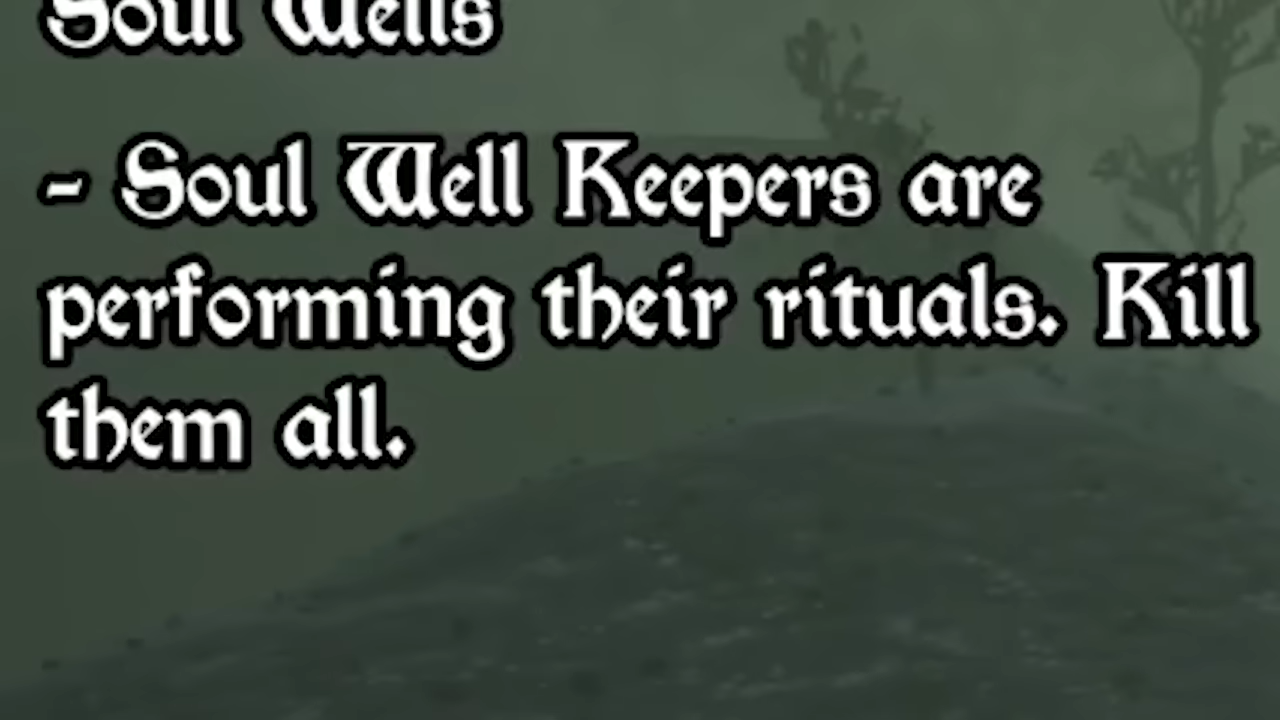 Soul Wells
- Soul Well Keepers are
performing their rituals. Kill
them all.